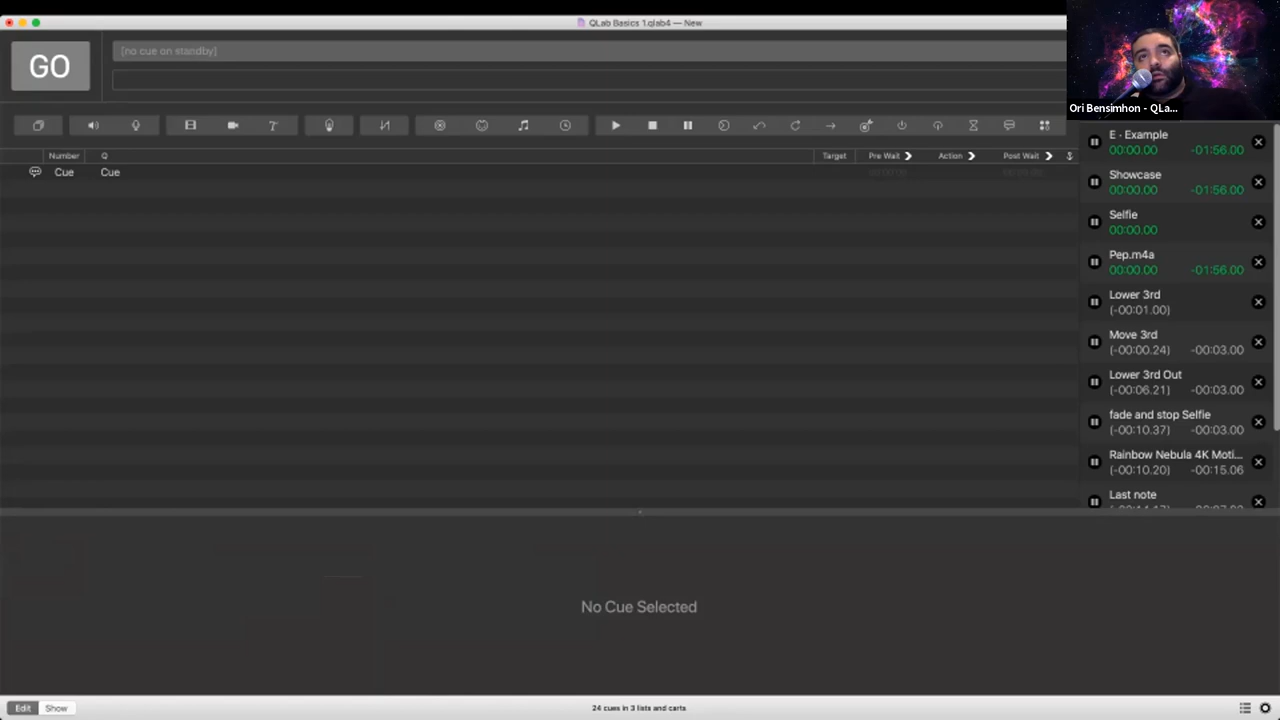 QLab Basics 1.qlab4 — New
GO
[no cue on standby]
Ori Bensimhon - QLa...
Number Q Target Pre Wait Action Post Wait
Cue Cue
E - Example
00:00.00 -01:56.00
Showcase
00:00.00 -01:56.00
Selfie
00:00.00
Pep.m4a
00:00.00 -01:56.00
Lower 3rd
(-00:01.00)
Move 3rd
(-00:00.24) -00:03.00
Lower 3rd Out
(-00:06.21) -00:03.00
fade and stop Selfie
(-00:10.37) -00:03.00
Rainbow Nebula 4K Moti...
(-00:10.20) -00:15.06
Last note
No Cue Selected
Edit Show
24 cues in 3 lists and carts